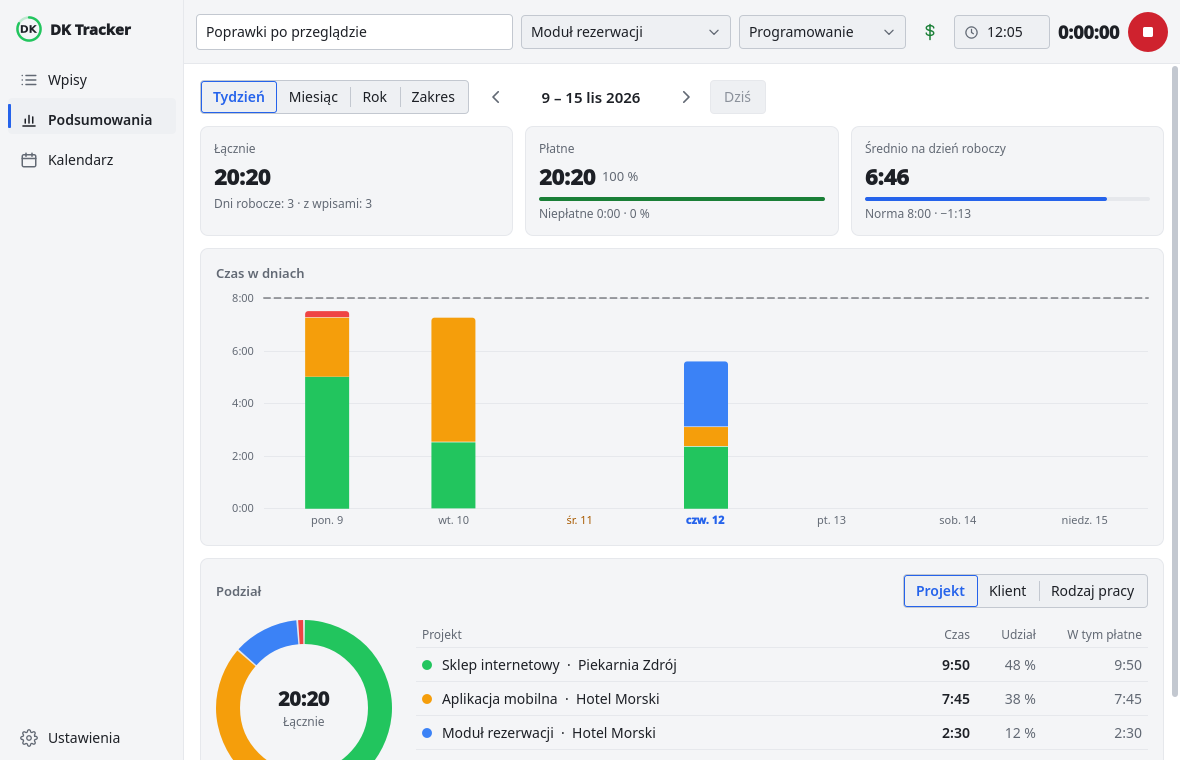 DK DK Tracker
Wpisy
Podsumowania
Kalendarz
Ustawienia
Poprawki po przeglądzie
Moduł rezerwacji
Programowanie
$
12:05
0:00:00
Tydzień Miesiąc Rok Zakres
9 – 15 lis 2026
Dziś
Łącznie
20:20
Dni robocze: 3 · z wpisami: 3
Płatne
20:20 100 %
Niepłatne 0:00 · 0 %
Średnio na dzień roboczy
6:46
Norma 8:00 · −1:13
Czas w dniach
8:00
6:00
4:00
2:00
0:00
pon. 9 wt. 10 śr. 11 czw. 12 pt. 13 sob. 14 niedz. 15
Podział
Projekt Klient Rodzaj pracy
20:20
Łącznie
Projekt Czas Udział W tym płatne
Sklep internetowy · Piekarnia Zdrój 9:50 48 % 9:50
Aplikacja mobilna · Hotel Morski 7:45 38 % 7:45
Moduł rezerwacji · Hotel Morski 2:30 12 % 2:30